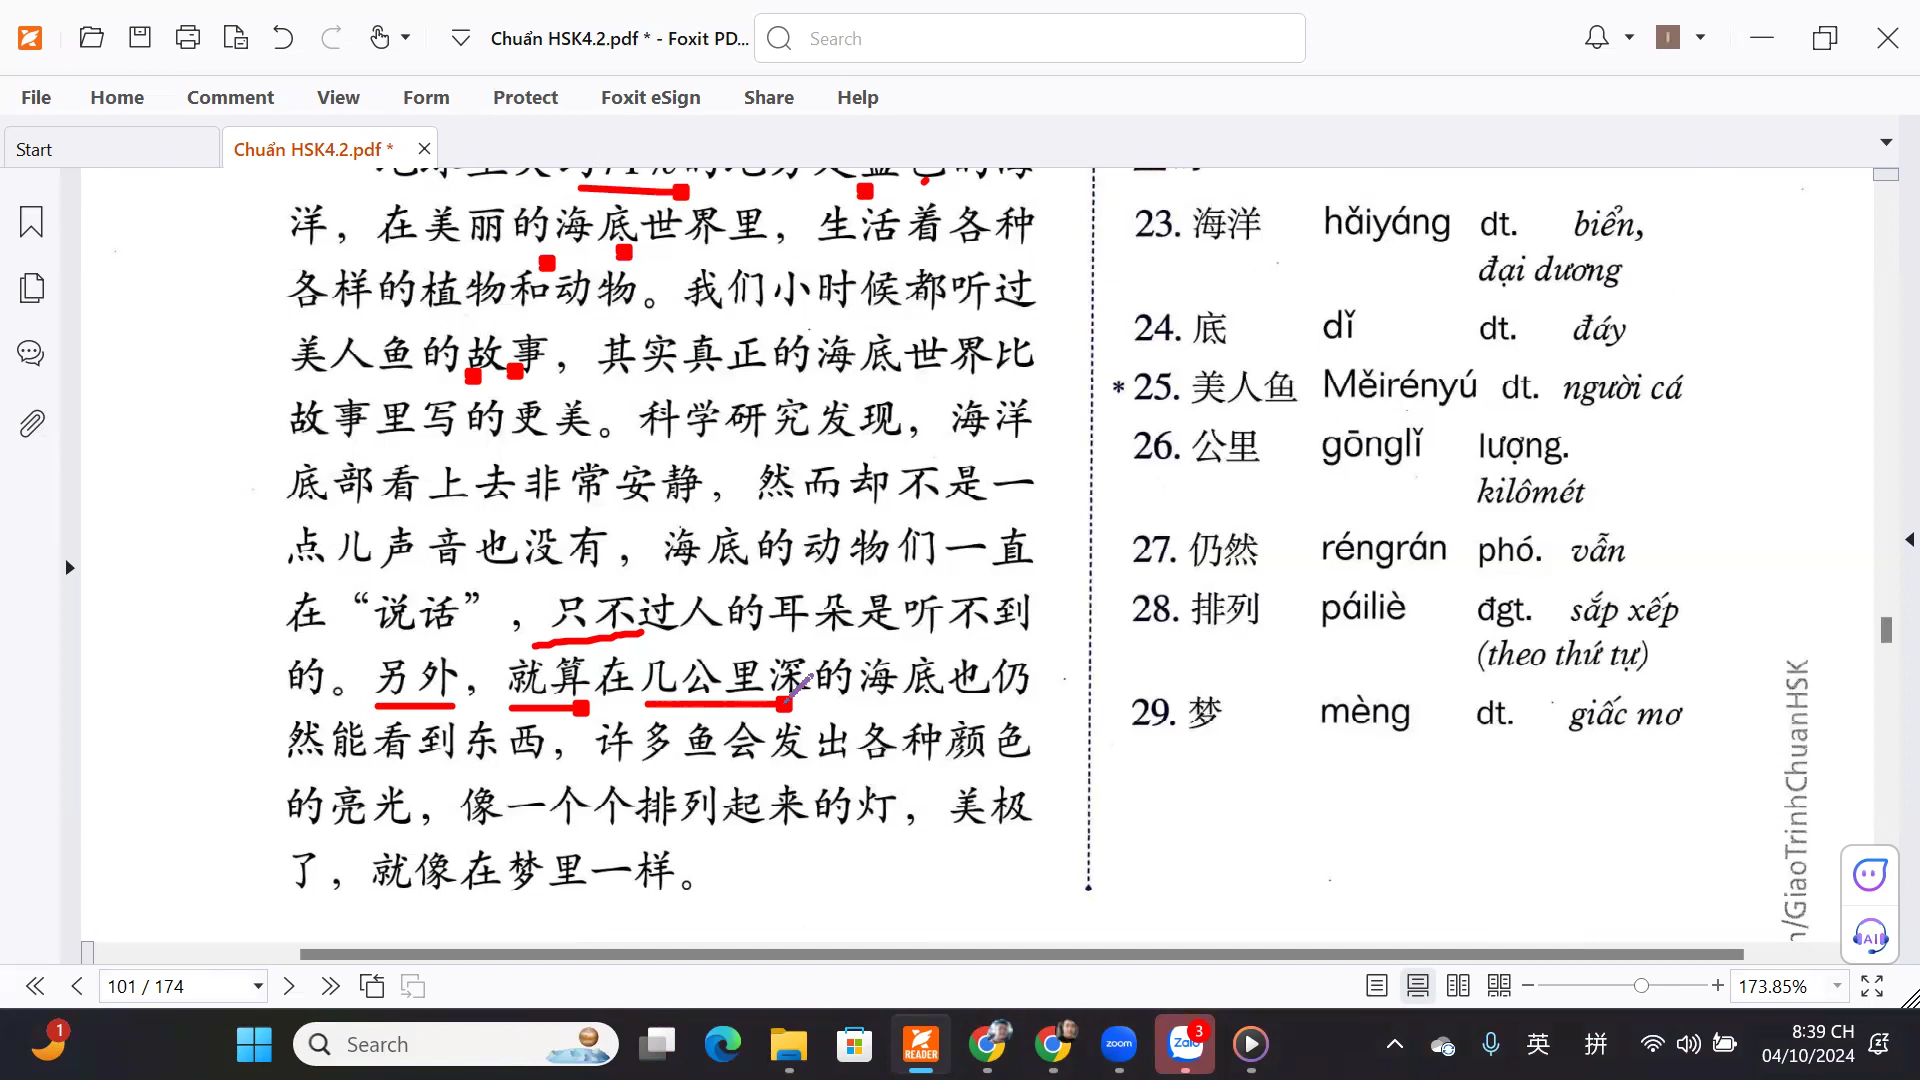 Chuẩn HSK4.2.pdf * - Foxit PD...
Search
File Home Comment View Form Protect Foxit eSign Share Help
Start
Chuẩn HSK4.2.pdf *
洋，在美丽的海底世界里，生活着各种
各样的植物和动物。我们小时候都听过
美人鱼的故事，其实真正的海底世界比
故事里写的更美。科学研究发现，海洋
底部看上去非常安静，然而却不是一
点儿声音也没有，海底的动物们一直
在“说话”，只不过人的耳朵是听不到
的。另外，就算在几公里深的海底也仍
然能看到东西，许多鱼会发出各种颜色
的亮光，像一个个排列起来的灯，美极
了，就像在梦里一样。
23. 海洋 hǎiyáng dt. biển,
đại dương
24. 底 dǐ dt. đáy
* 25. 美人鱼 Měirényú dt. người cá
26. 公里 gōnglǐ lượng.
kilômét
27. 仍然 réngrán phó. vẫn
28. 排列 páiliè đgt. sắp xếp
(theo thứ tự)
29. 梦 mèng dt. giấc mơ
/GiaoTrinhChuanHSK
AI
101 / 174
173.85%
1
Search
READER
zoom
Zalo
3
英
拼
8:39 CH
04/10/2024